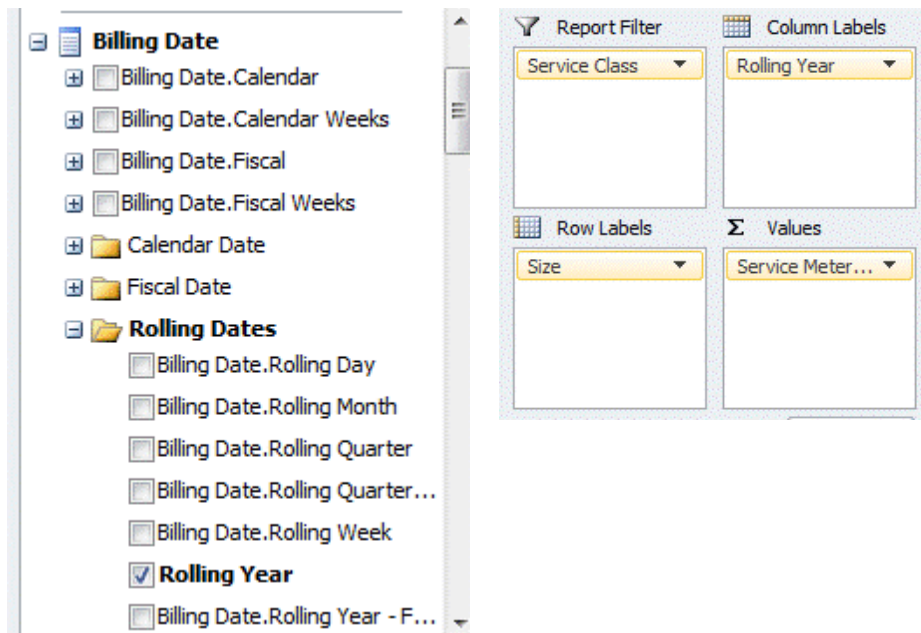 Billing Date
Billing Date.Calendar
Billing Date.Calendar Weeks
Billing Date.Fiscal
Billing Date.Fiscal Weeks
Calendar Date
Fiscal Date
Rolling Dates
Billing Date.Rolling Day
Billing Date.Rolling Month
Billing Date.Rolling Quarter
Billing Date.Rolling Quarter...
Billing Date.Rolling Week
Rolling Year
Billing Date.Rolling Year - F...
Report Filter
Service Class
Column Labels
Rolling Year
Row Labels
Size
Σ Values
Service Meter...